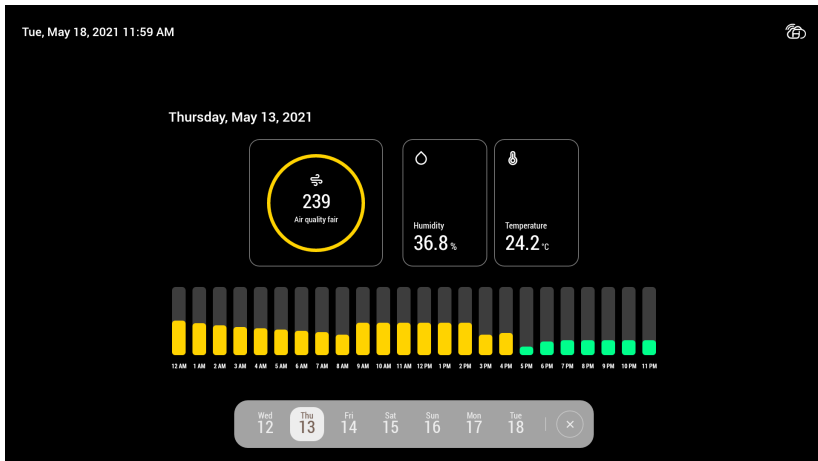 Tue, May 18, 2021 11:59 AM
Thursday, May 13, 2021
239
Air quality fair
Humidity
36.8 %
Temperature
24.2 °C
12 AM 1 AM 2 AM 3 AM 4 AM 5 AM 6 AM 7 AM 8 AM 9 AM 10 AM 11 AM 12 PM 1 PM 2 PM 3 PM 4 PM 5 PM 6 PM 7 PM 8 PM 9 PM 10 PM 11 PM
Wed Thu Fri Sat Sun Mon Tue
12 13 14 15 16 17 18